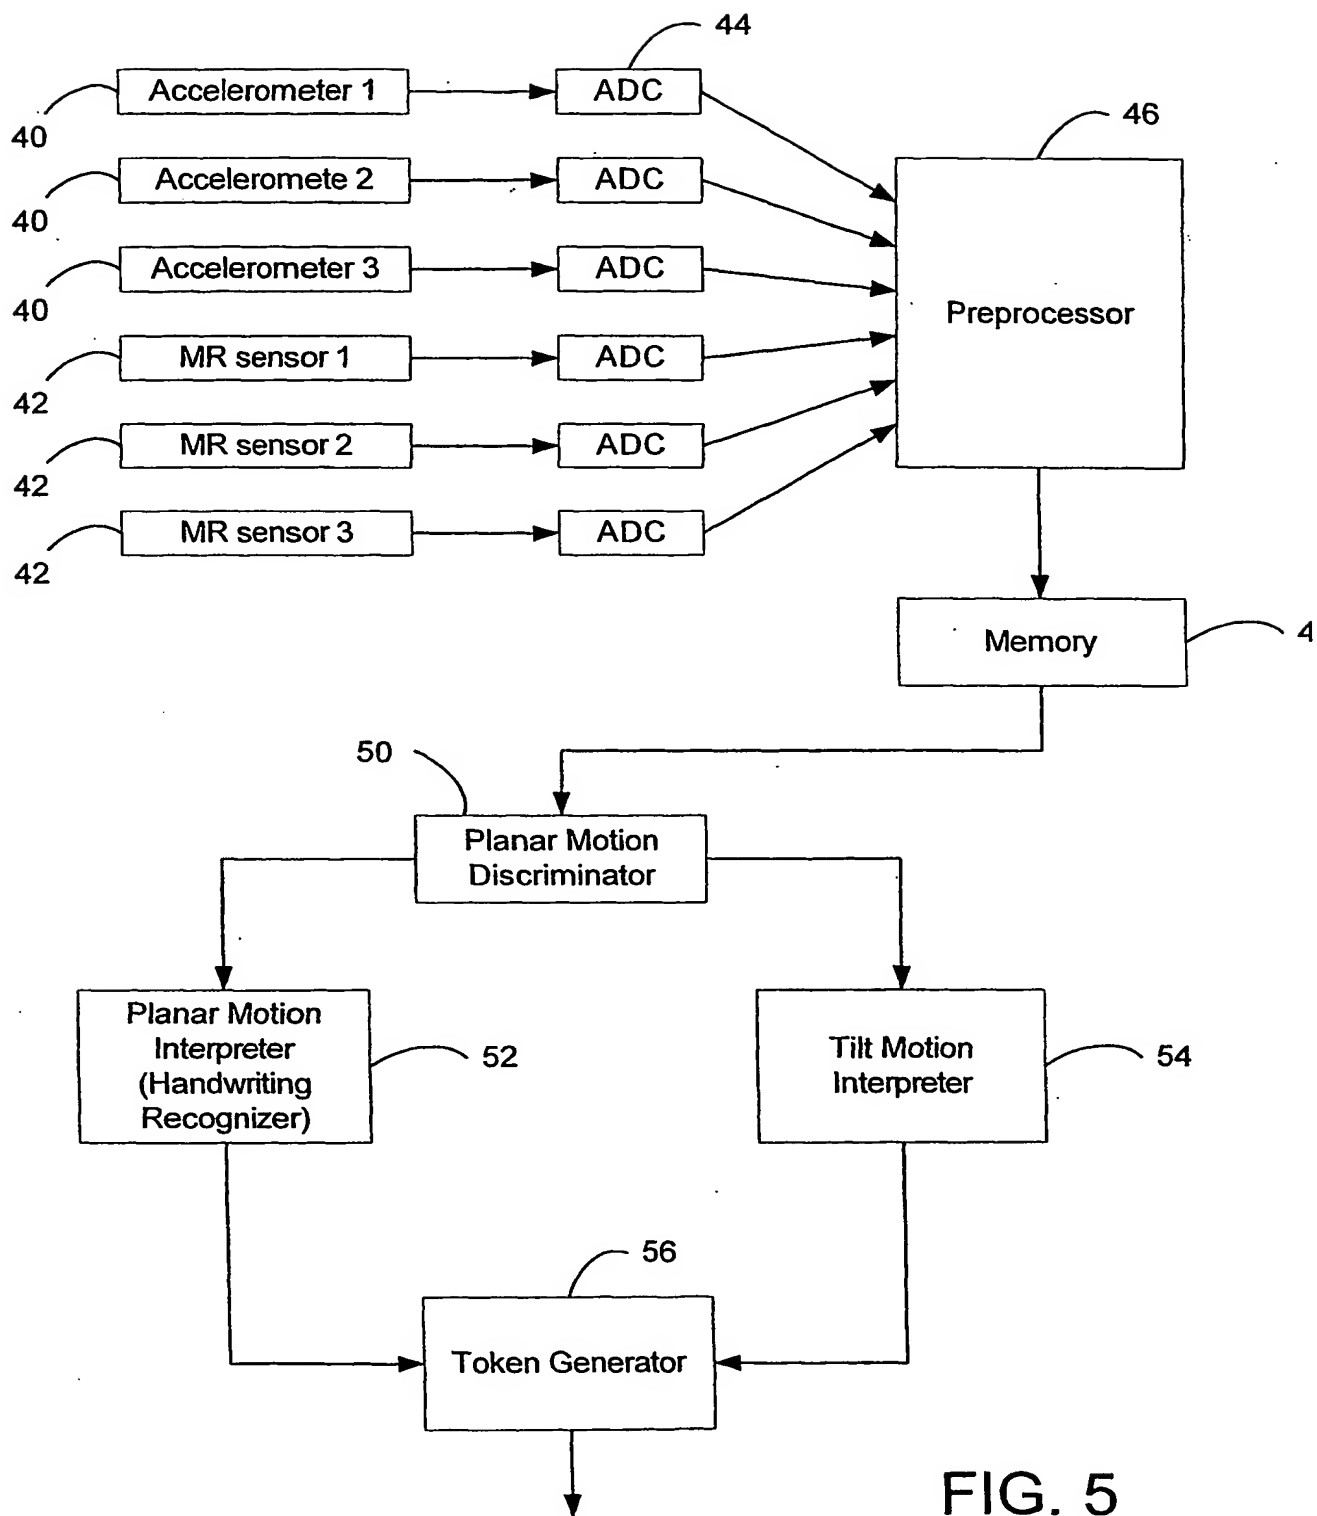 44
Accelerometer 1
ADC
40
46
Acceleromete 2
ADC
40
Accelerometer 3
ADC
40
Preprocessor
MR sensor 1
ADC
42
MR sensor 2
ADC
42
MR sensor 3
ADC
42
Memory
4
50
Planar Motion
Discriminator
Planar Motion
Interpreter
(Handwriting
Recognizer)
52
Tilt Motion
Interpreter
54
56
Token Generator
FIG. 5